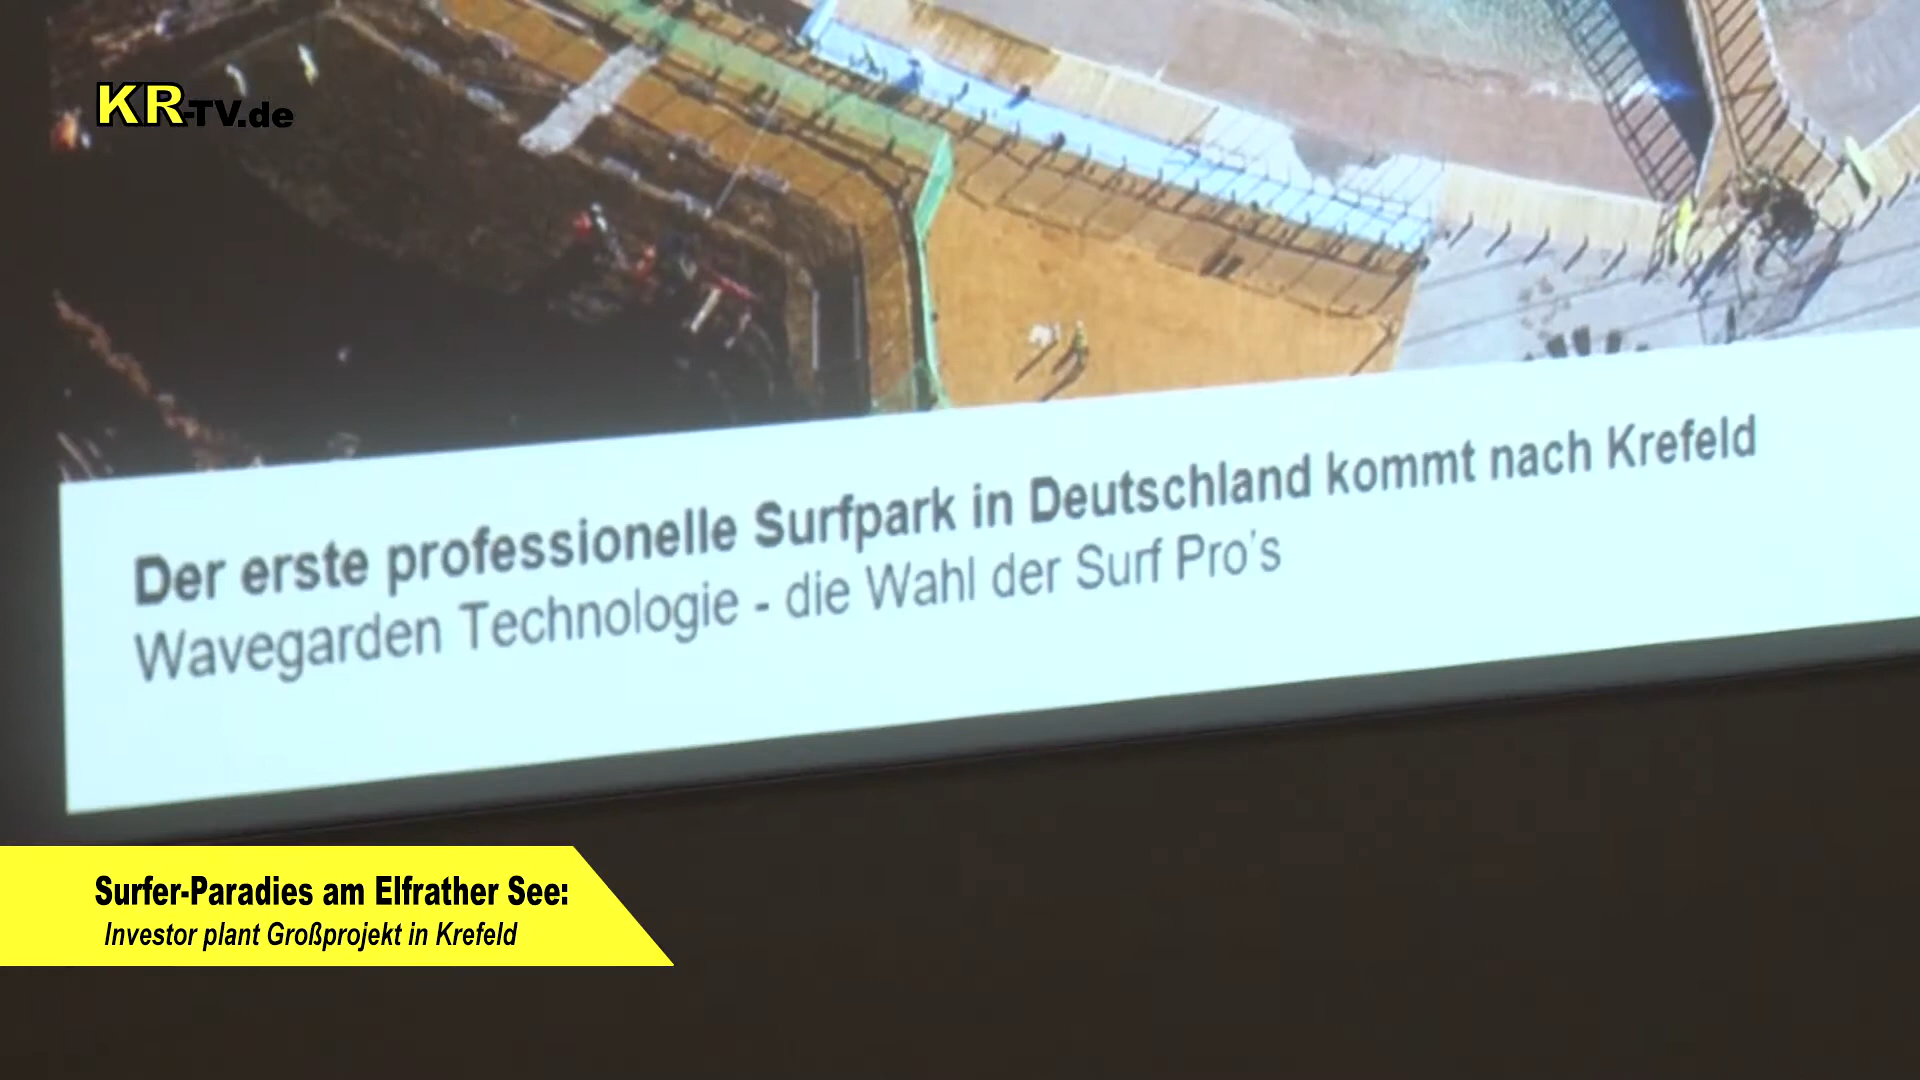 KR-TV.de
Der erste professionelle Surfpark in Deutschland kommt nach Krefeld
Wavegarden Technologie - die Wahl der Surf Pro's
Surfer-Paradies am Elfrather See:
Investor plant Großprojekt in Krefeld